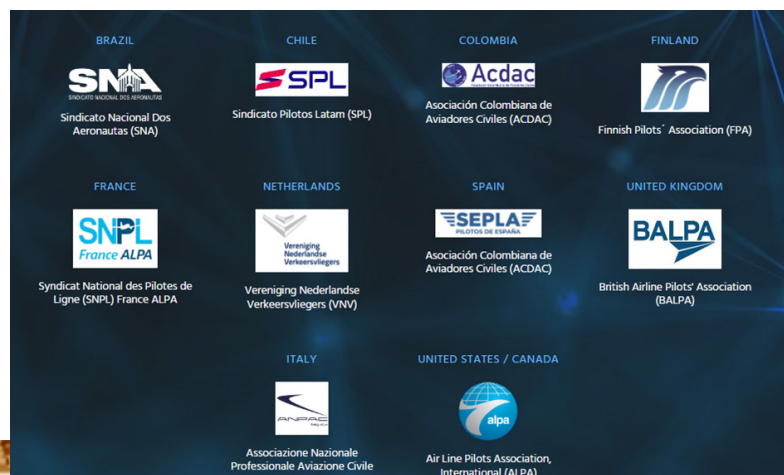 BRAZIL
CHILE
COLOMBIA
FINLAND
SNA
SINDICATO NACIONAL DOS AERONAUTAS
SPL
Acdac
Sindicato Nacional Dos
Aeronautas (SNA)
Sindicato Pilotos Latam (SPL)
Asociación Colombiana de
Aviadores Civiles (ACDAC)
Finnish Pilots´ Association (FPA)
FRANCE
NETHERLANDS
SPAIN
UNITED KINGDOM
SNPL
France ALPA
Vereniging
Nederlandse
Verkeersvliegers
SEPLA
PILOTOS DE ESPAÑA
BALPA
Syndicat National des Pilotes de
Ligne (SNPL) France ALPA
Vereniging Nederlandse
Verkeersvliegers (VNV)
Asociación Colombiana de
Aviadores Civiles (ACDAC)
British Airline Pilots' Association
(BALPA)
ITALY
UNITED STATES / CANADA
ANPAC
alpa
Associazione Nazionale
Professionale Aviazione Civile
Air Line Pilots Association,
International (ALPA)